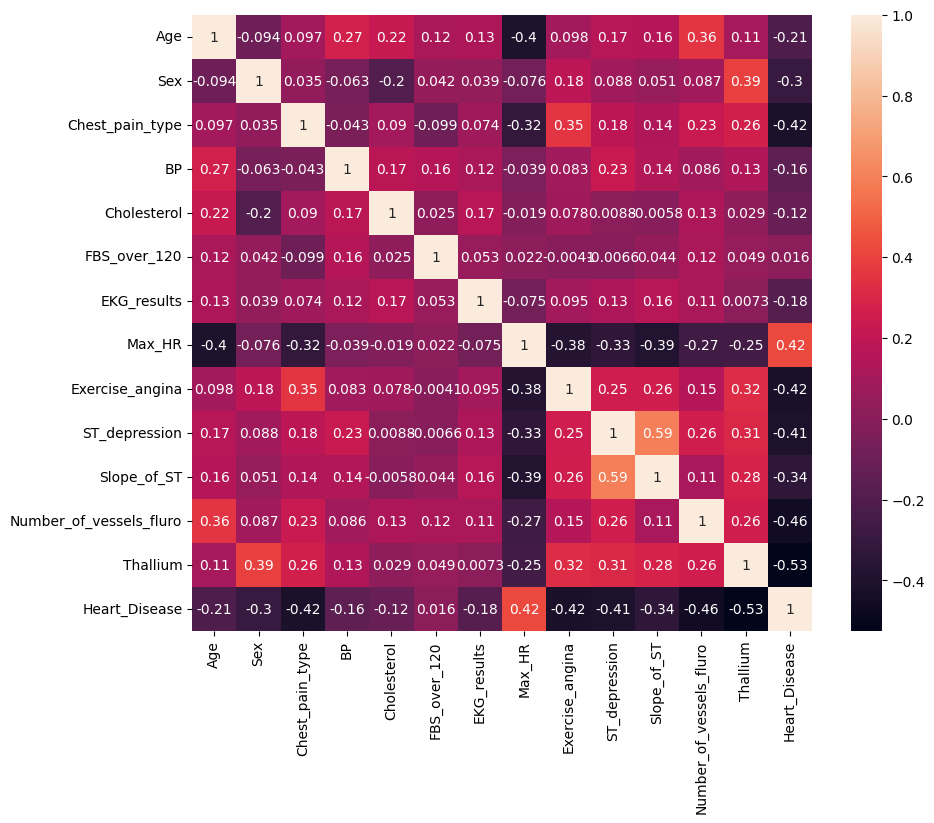 Age 1 -0.094 0.097 0.27 0.22 0.12 0.13 -0.4 0.098 0.17 0.16 0.36 0.11 -0.21
Sex -0.094 1 0.035 -0.063 -0.2 0.042 0.039 -0.076 0.18 0.088 0.051 0.087 0.39 -0.3
Chest_pain_type 0.097 0.035 1 -0.043 0.09 -0.099 0.074 -0.32 0.35 0.18 0.14 0.23 0.26 -0.42
BP 0.27 -0.063 -0.043 1 0.17 0.16 0.12 -0.039 0.083 0.23 0.14 0.086 0.13 -0.16
Cholesterol 0.22 -0.2 0.09 0.17 1 0.025 0.17 -0.019 0.078 0.0088 -0.0058 0.13 0.029 -0.12
FBS_over_120 0.12 0.042 -0.099 0.16 0.025 1 0.053 0.022 -0.0041 -0.0066 0.044 0.12 0.049 0.016
EKG_results 0.13 0.039 0.074 0.12 0.17 0.053 1 -0.075 0.095 0.13 0.16 0.11 0.0073 -0.18
Max_HR -0.4 -0.076 -0.32 -0.039 -0.019 0.022 -0.075 1 -0.38 -0.33 -0.39 -0.27 -0.25 0.42
Exercise_angina 0.098 0.18 0.35 0.083 0.078 -0.0041 0.095 -0.38 1 0.25 0.26 0.15 0.32 -0.42
ST_depression 0.17 0.088 0.18 0.23 0.0088 -0.0066 0.13 -0.33 0.25 1 0.59 0.26 0.31 -0.41
Slope_of_ST 0.16 0.051 0.14 0.14 -0.0058 0.044 0.16 -0.39 0.26 0.59 1 0.11 0.28 -0.34
Number_of_vessels_fluro 0.36 0.087 0.23 0.086 0.13 0.12 0.11 -0.27 0.15 0.26 0.11 1 0.26 -0.46
Thallium 0.11 0.39 0.26 0.13 0.029 0.049 0.0073 -0.25 0.32 0.31 0.28 0.26 1 -0.53
Heart_Disease -0.21 -0.3 -0.42 -0.16 -0.12 0.016 -0.18 0.42 -0.42 -0.41 -0.34 -0.46 -0.53 1
Age
Sex
Chest_pain_type
BP
Cholesterol
FBS_over_120
EKG_results
Max_HR
Exercise_angina
ST_depression
Slope_of_ST
Number_of_vessels_fluro
Thallium
Heart_Disease
1.0
0.8
0.6
0.4
0.2
0.0
−0.2
−0.4